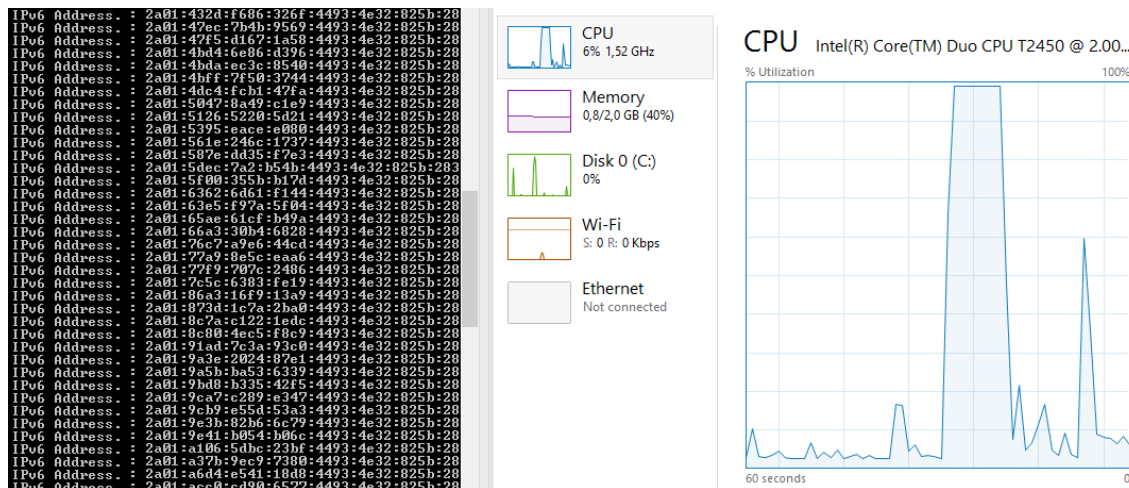 IPv6 Address. : 2a01:432d:f686:326f:4493:4e32:825b:28
IPv6 Address. : 2a01:47ec:7b4b:9569:4493:4e32:825b:28
IPv6 Address. : 2a01:47f5:d167:1a58:4493:4e32:825b:28
IPv6 Address. : 2a01:4bd4:6e86:d396:4493:4e32:825b:28
IPv6 Address. : 2a01:4bda:ec3c:8540:4493:4e32:825b:28
IPv6 Address. : 2a01:4bff:7f50:3744:4493:4e32:825b:28
IPv6 Address. : 2a01:4dc4:fcb1:47fa:4493:4e32:825b:28
IPv6 Address. : 2a01:5047:8a49:c1e9:4493:4e32:825b:28
IPv6 Address. : 2a01:5126:5220:5d21:4493:4e32:825b:28
IPv6 Address. : 2a01:5395:eace:e080:4493:4e32:825b:28
IPv6 Address. : 2a01:561e:246c:1737:4493:4e32:825b:28
IPv6 Address. : 2a01:587e:dd35:f7e3:4493:4e32:825b:28
IPv6 Address. : 2a01:5dec:7a2:b54b:4493:4e32:825b:283
IPv6 Address. : 2a01:5f00:355b:b17d:4493:4e32:825b:28
IPv6 Address. : 2a01:6362:6d61:f144:4493:4e32:825b:28
IPv6 Address. : 2a01:63e5:f97a:5f04:4493:4e32:825b:28
IPv6 Address. : 2a01:65ae:61cf:b49a:4493:4e32:825b:28
IPv6 Address. : 2a01:66a3:30b4:6828:4493:4e32:825b:28
IPv6 Address. : 2a01:76c7:a9e6:44cd:4493:4e32:825b:28
IPv6 Address. : 2a01:77a9:8e5c:eaa6:4493:4e32:825b:28
IPv6 Address. : 2a01:77f9:707c:2486:4493:4e32:825b:28
IPv6 Address. : 2a01:7c5c:6383:fe19:4493:4e32:825b:28
IPv6 Address. : 2a01:86a3:16f9:13a9:4493:4e32:825b:28
IPv6 Address. : 2a01:873d:1c7a:2ba0:4493:4e32:825b:28
IPv6 Address. : 2a01:8c7a:c122:1edc:4493:4e32:825b:28
IPv6 Address. : 2a01:8c80:4ec5:f8c9:4493:4e32:825b:28
IPv6 Address. : 2a01:91ad:7c3a:93c0:4493:4e32:825b:28
IPv6 Address. : 2a01:9a3e:2024:87e1:4493:4e32:825b:28
IPv6 Address. : 2a01:9a5b:ba53:6339:4493:4e32:825b:28
IPv6 Address. : 2a01:9bd8:b335:42f5:4493:4e32:825b:28
IPv6 Address. : 2a01:9ca7:c289:e347:4493:4e32:825b:28
IPv6 Address. : 2a01:9cb9:e55d:53a3:4493:4e32:825b:28
IPv6 Address. : 2a01:9e3b:82b6:6c79:4493:4e32:825b:28
IPv6 Address. : 2a01:9e41:b054:b06c:4493:4e32:825b:28
IPv6 Address. : 2a01:a106:5dbc:23bf:4493:4e32:825b:28
IPv6 Address. : 2a01:a37b:9ec9:7380:4493:4e32:825b:28
IPv6 Address. : 2a01:a6d4:e541:18d8:4493:4e32:825b:28
IPv6 Address. : 2a01:acc0:cd90:6577:4493:4e32:825b:28
CPU
6% 1,52 GHz
Memory
0,8/2,0 GB (40%)
Disk 0 (C:)
0%
Wi-Fi
S: 0 R: 0 Kbps
Ethernet
Not connected
CPU Intel(R) Core(TM) Duo CPU T2450 @ 2.00...
% Utilization 100%
60 seconds 0